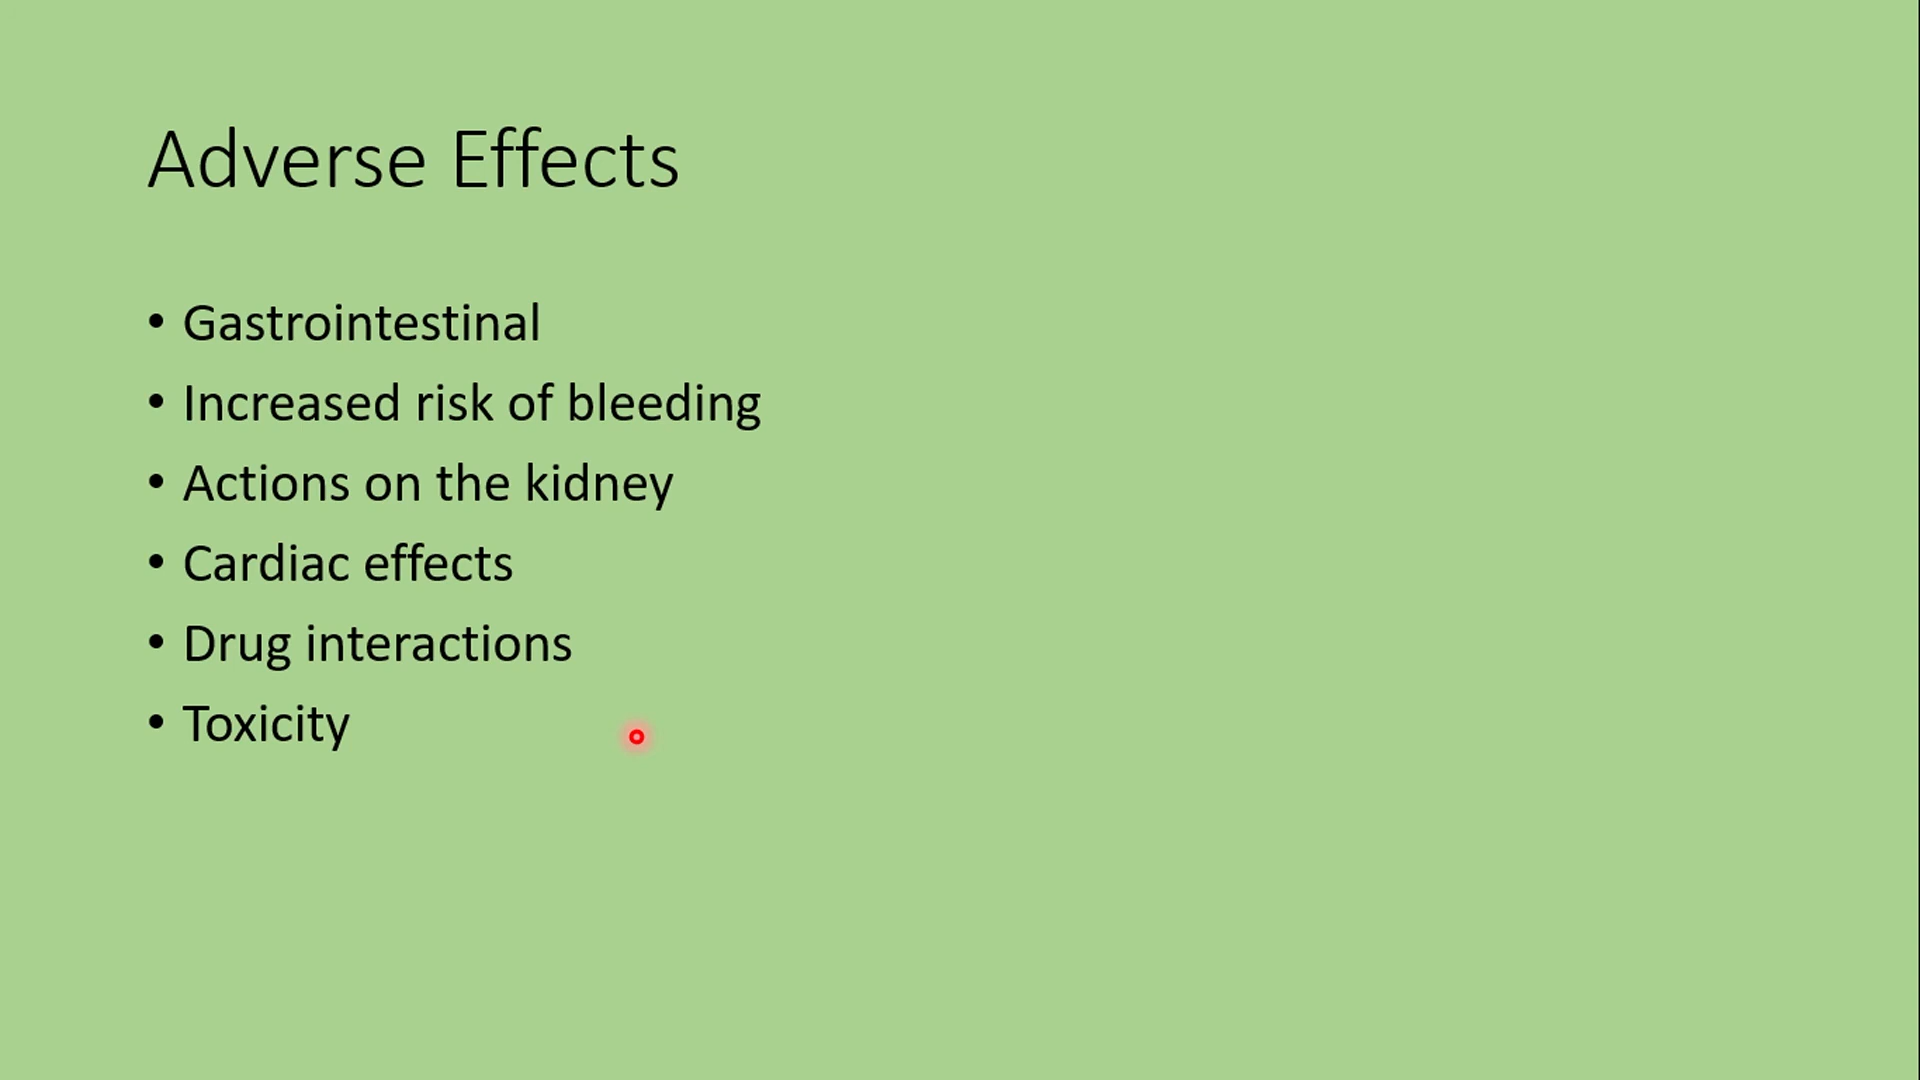 Adverse Effects
• Gastrointestinal
• Increased risk of bleeding
• Actions on the kidney
• Cardiac effects
• Drug interactions
• Toxicity